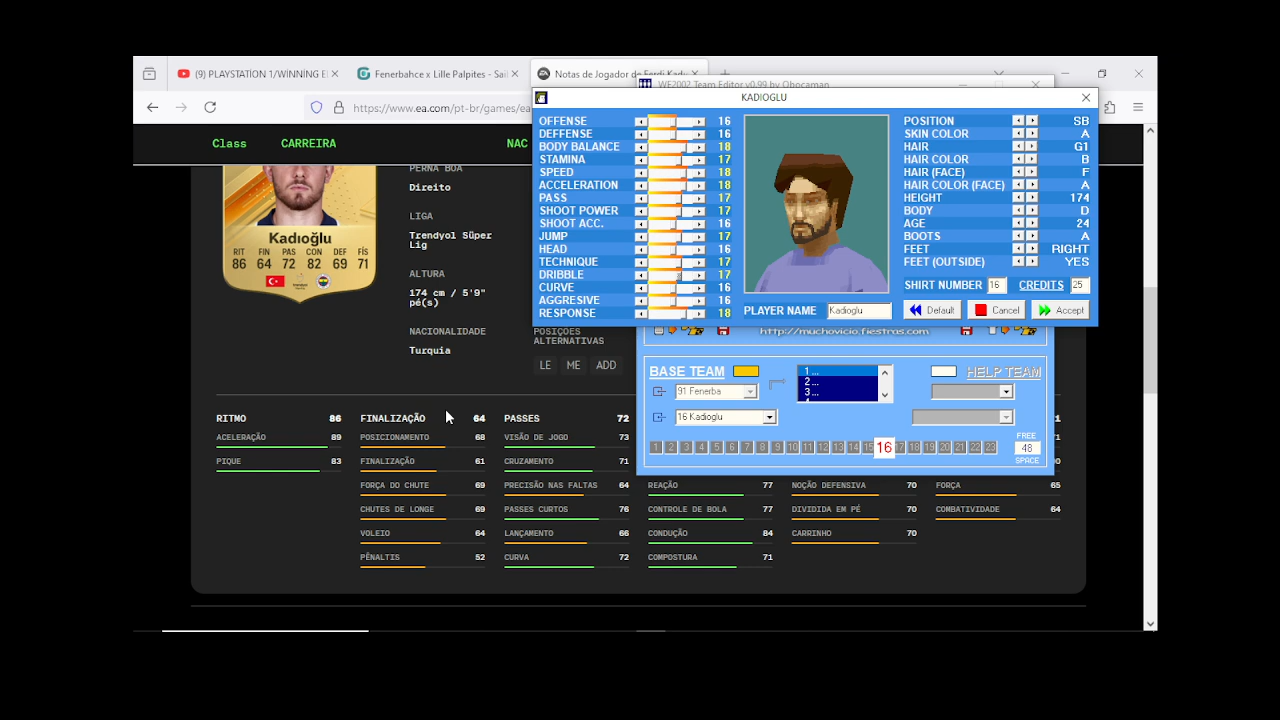 (9) PLAYSTATİON 1/WİNNİNG E
Fenerbahce x Lille Palpites - Sai
Notas de Jogador de Ferdi Kadı
WE2002 Team Editor v0.99 by Obocaman
https://www.ea.com/pt-br/games/ea
KADIOGLU
Class
CARREIRA
NAC
PERNA BOA
Direito
LIGA
Trendyol Süper
Lig
ALTURA
174 cm / 5'9"
pé(s)
NACIONALIDADE
Turquia
POSIÇÕES
ALTERNATIVAS
LE ME ADD
Kadıoğlu
RIT FIN PAS CON DEF FÍS
86 64 72 82 69 71
OFFENSE 16
DEFFENSE 16
BODY BALANCE 18
STAMINA 17
SPEED 18
ACCELERATION 18
PASS 17
SHOOT POWER 17
SHOOT ACC. 16
JUMP 17
HEAD 16
TECHNIQUE 17
DRIBBLE 17
CURVE 16
AGGRESIVE 16
RESPONSE 18
POSITION SB
SKIN COLOR A
HAIR G1
HAIR COLOR B
HAIR (FACE) F
HAIR COLOR (FACE) A
HEIGHT 174
BODY D
AGE 24
BOOTS A
FEET RIGHT
FEET (OUTSIDE) YES
SHIRT NUMBER 16 CREDITS 25
PLAYER NAME Kadioglu
Default Cancel Accept
http://muchovicio.fiestras.com
BASE TEAM
HELP TEAM
1 ...
2 ...
3 ...
91 Fenerba
16 Kadioglu
1 2 3 4 5 6 7 8 9 10 11 12 13 14 15 16 17 18 19 20 21 22 23
FREE
48
SPACE
RITMO 86
ACELERAÇÃO 89
PIQUE 83
FINALIZAÇÃO 64
POSICIONAMENTO 68
FINALIZAÇÃO 61
FORÇA DO CHUTE 69
CHUTES DE LONGE 69
VOLEIO 64
PÊNALTIS 52
PASSES 72
VISÃO DE JOGO 73
CRUZAMENTO 71
PRECISÃO NAS FALTAS 64
PASSES CURTOS 76
LANÇAMENTO 66
CURVA 72
REAÇÃO 77
CONTROLE DE BOLA 77
CONDUÇÃO 84
COMPOSTURA 71
NOÇÃO DEFENSIVA 70
DIVIDIDA EM PÉ 70
CARRINHO 70
FORÇA 65
COMBATIVIDADE 64